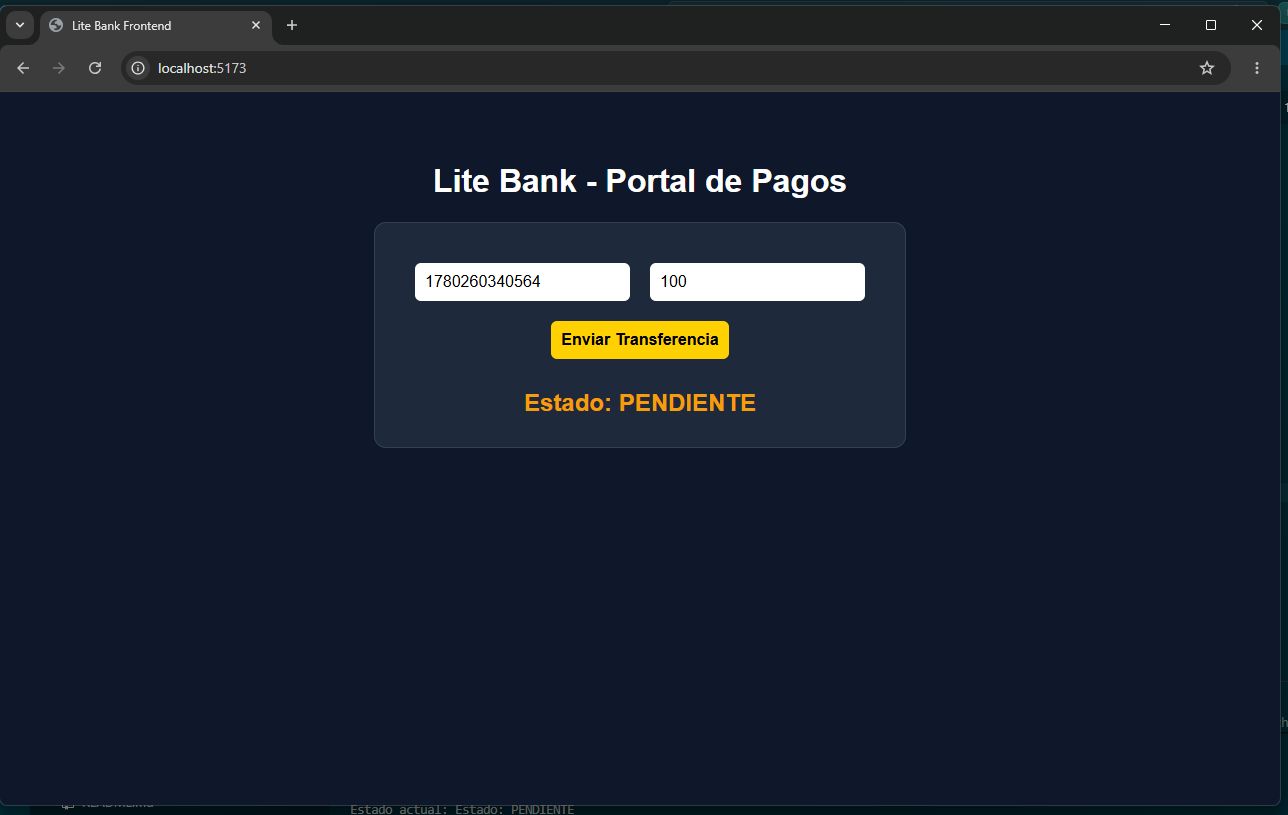 Lite Bank Frontend
localhost:5173
Lite Bank - Portal de Pagos
1780260340564
100
Enviar Transferencia
Estado: PENDIENTE
Estado actual: Estado: PENDIENTE